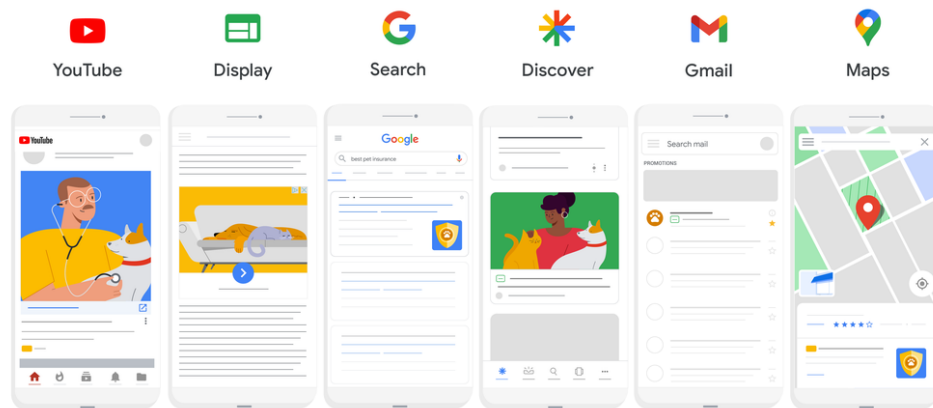 YouTube
Display
Search
Discover
Gmail
Maps
YouTube
Google
best pet insurance
Search mail
PROMOTIONS